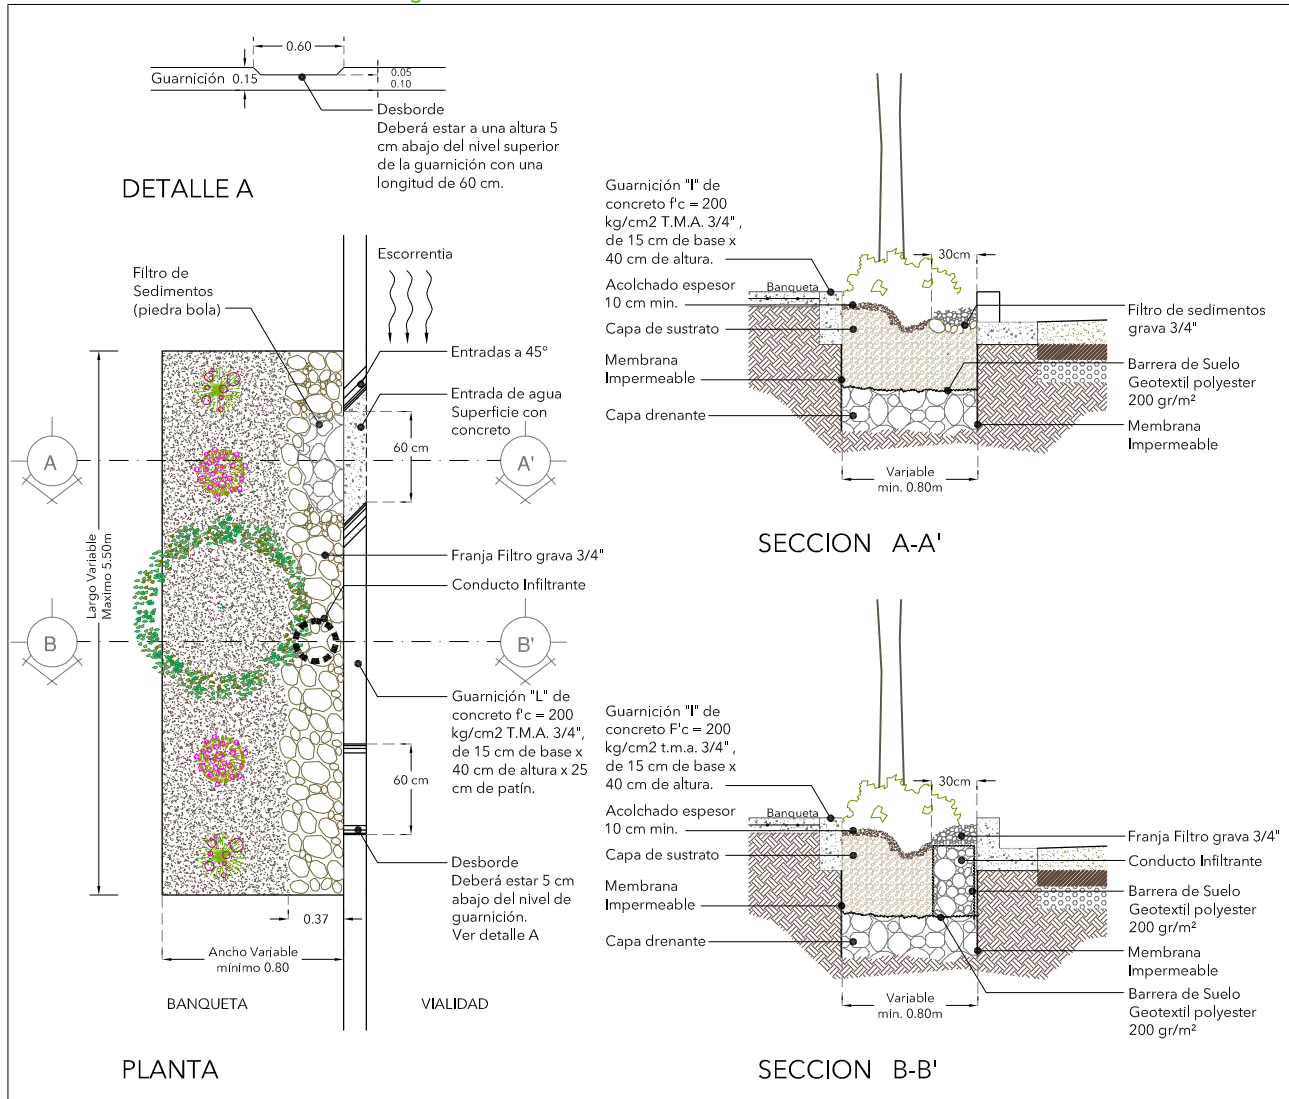 0.60
Guarnición 0.15
0.05
0.10
Desborde
Deberá estar a una altura 5
cm abajo del nivel superior
de la guarnición con una
longitud de 60 cm.
DETALLE A
Filtro de
Sedimentos
(piedra bola)
Escorrentia
Entradas a 45°
Entrada de agua
Superficie con
concreto
60 cm
A
A'
Largo Variable
Maximo 5.50m
Franja Filtro grava 3/4"
Conducto Infiltrante
B
B'
Guarnición "L" de
concreto f'c = 200
kg/cm2 T.M.A. 3/4",
de 15 cm de base x
40 cm de altura x 25
cm de patín.
60 cm
Desborde
Deberá estar 5 cm
abajo del nivel de
guarnición.
Ver detalle A
0.37
Ancho Variable
mínimo 0.80
BANQUETA
VIALIDAD
PLANTA
Guarnición "I" de
concreto f'c = 200
kg/cm2 T.M.A. 3/4" ,
de 15 cm de base x
40 cm de altura.
30cm
Acolchado espesor
10 cm min.
Banqueta
Capa de sustrato
Membrana
Impermeable
Capa drenante
Filtro de sedimentos
grava 3/4"
Barrera de Suelo
Geotextil polyester
200 gr/m²
Membrana
Impermeable
Variable
min. 0.80m
SECCION A-A'
Guarnición "I" de
concreto F'c = 200
kg/cm2 t.m.a. 3/4" ,
de 15 cm de base x
40 cm de altura.
30cm
Acolchado espesor
10 cm min.
Banqueta
Capa de sustrato
Membrana
Impermeable
Capa drenante
Franja Filtro grava 3/4"
Conducto Infiltrante
Barrera de Suelo
Geotextil polyester
200 gr/m²
Membrana
Impermeable
Barrera de Suelo
Geotextil polyester
200 gr/m²
Variable
min. 0.80m
SECCION B-B'